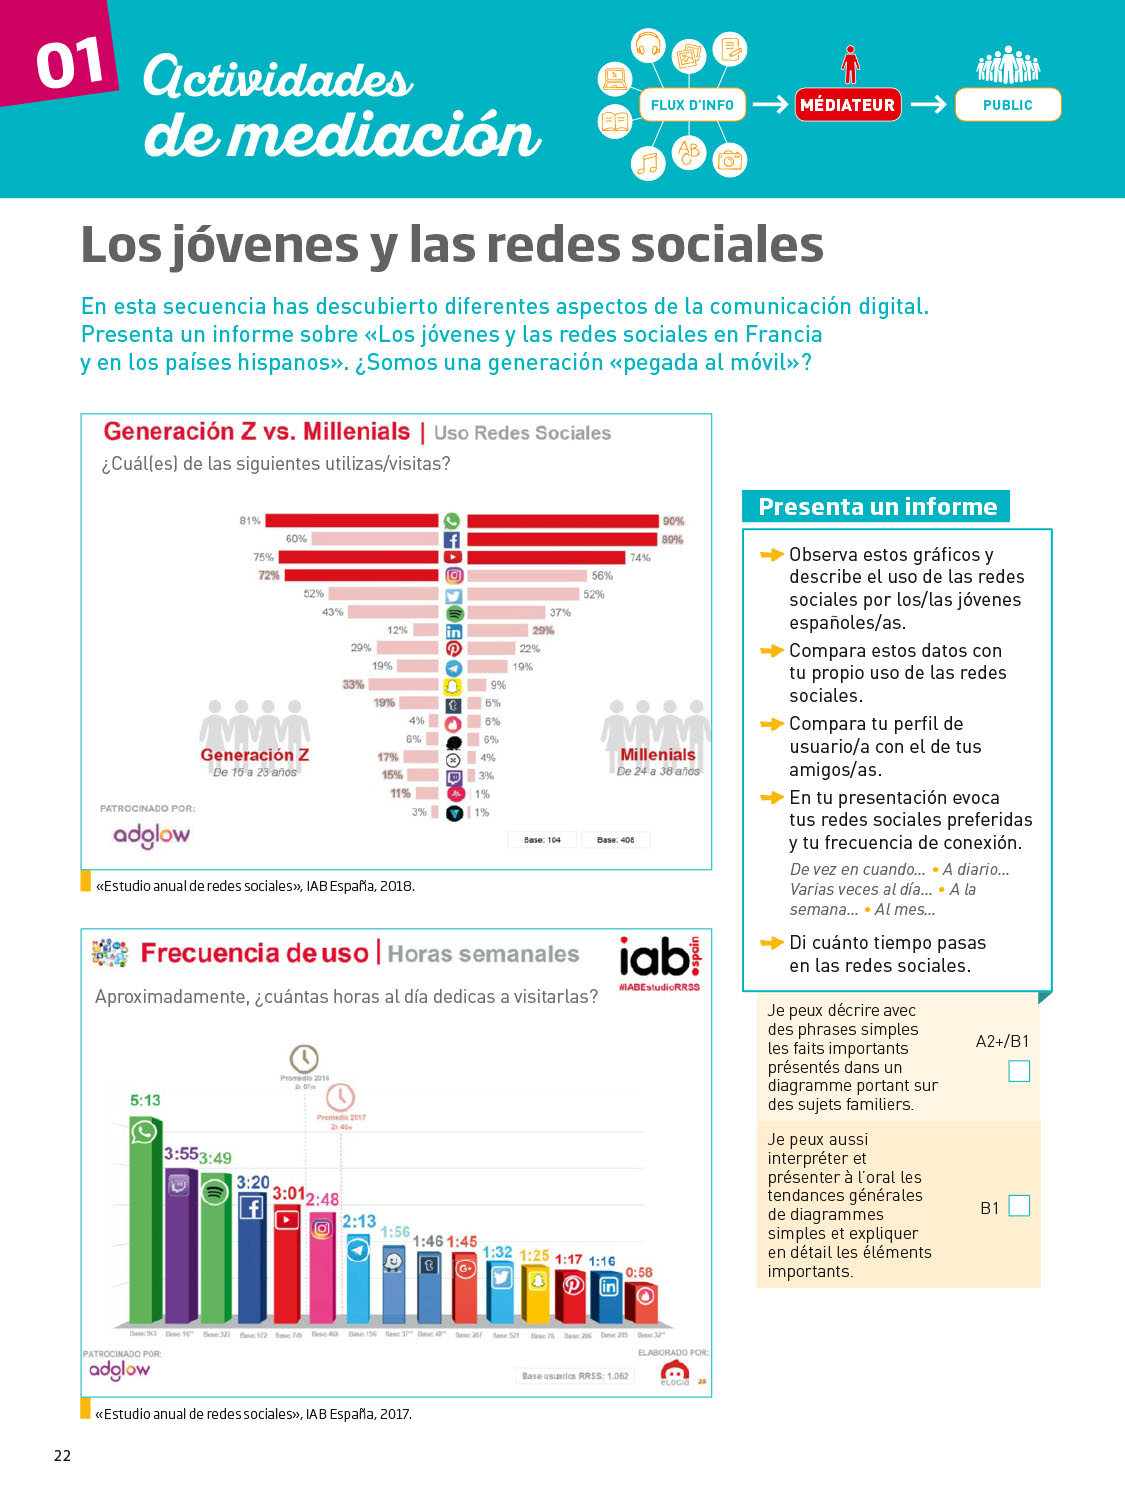 01
Actividades
de mediación
FLUX D'INFO
MÉDIATEUR
PUBLIC
AB
C
Los jóvenes y las redes sociales
En esta secuencia has descubierto diferentes aspectos de la comunicación digital.
Presenta un informe sobre «Los jóvenes y las redes sociales en Francia
y en los países hispanos». ¿Somos una generación «pegada al móvil»?
Generación Z vs. Millenials | Uso Redes Sociales
¿Cuál(es) de las siguientes utilizas/visitas?
81% 90%
60% 89%
75% 74%
72% 56%
52% 52%
43% 37%
12% 29%
29% 22%
19% 19%
33% 9%
19% 6%
4% 6%
6% 6%
17% 4%
15% 3%
11% 1%
3% 1%
Generación Z
De 16 a 23 años
Millenials
De 24 a 38 años
PATROCINADO POR:
adglow
Base: 104 Base: 408
«Estudio anual de redes sociales», IAB España, 2018.
Frecuencia de uso | Horas semanales
iab.spain
#IABEstudioRRSS
Aproximadamente, ¿cuántas horas al día dedicas a visitarlas?
Promedio 2016
2h 57m
Promedio 2017
2h 40m
5:13
3:55
3:49
3:20
3:01
2:48
2:13
1:56
1:46
1:45
1:32
1:25
1:17
1:16
0:58
PATROCINADO POR:
adglow
Base usuarios RRSS: 1.062
ELABORADO POR:
eLogia
«Estudio anual de redes sociales», IAB España, 2017.
Presenta un informe
Observa estos gráficos y
describe el uso de las redes
sociales por los/las jóvenes
españoles/as.
Compara estos datos con
tu propio uso de las redes
sociales.
Compara tu perfil de
usuario/a con el de tus
amigos/as.
En tu presentación evoca
tus redes sociales preferidas
y tu frecuencia de conexión.
De vez en cuando... • A diario...
Varias veces al día... • A la
semana... • Al mes...
Di cuánto tiempo pasas
en las redes sociales.
Je peux décrire avec
des phrases simples
les faits importants
présentés dans un
diagramme portant sur
des sujets familiers.
A2+/B1
Je peux aussi
interpréter et
présenter à l'oral les
tendances générales
de diagrammes
simples et expliquer
en détail les éléments
importants.
B1
22